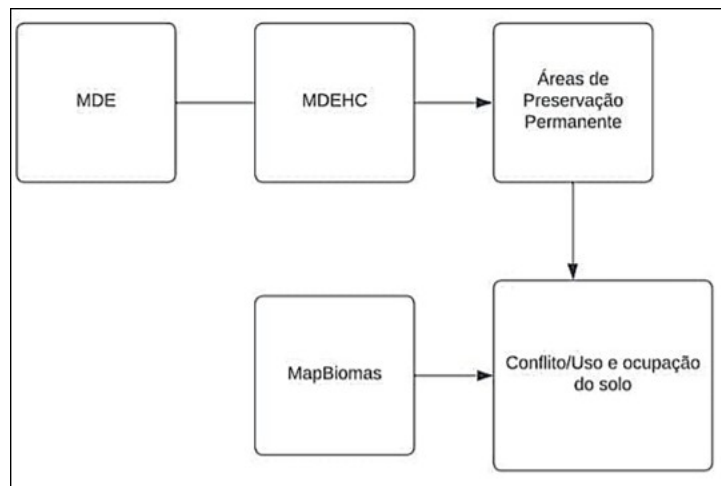 MDE
MDEHC
Áreas de
Preservação
Permanente
MapBiomas
Conflito/Uso e ocupação
do solo